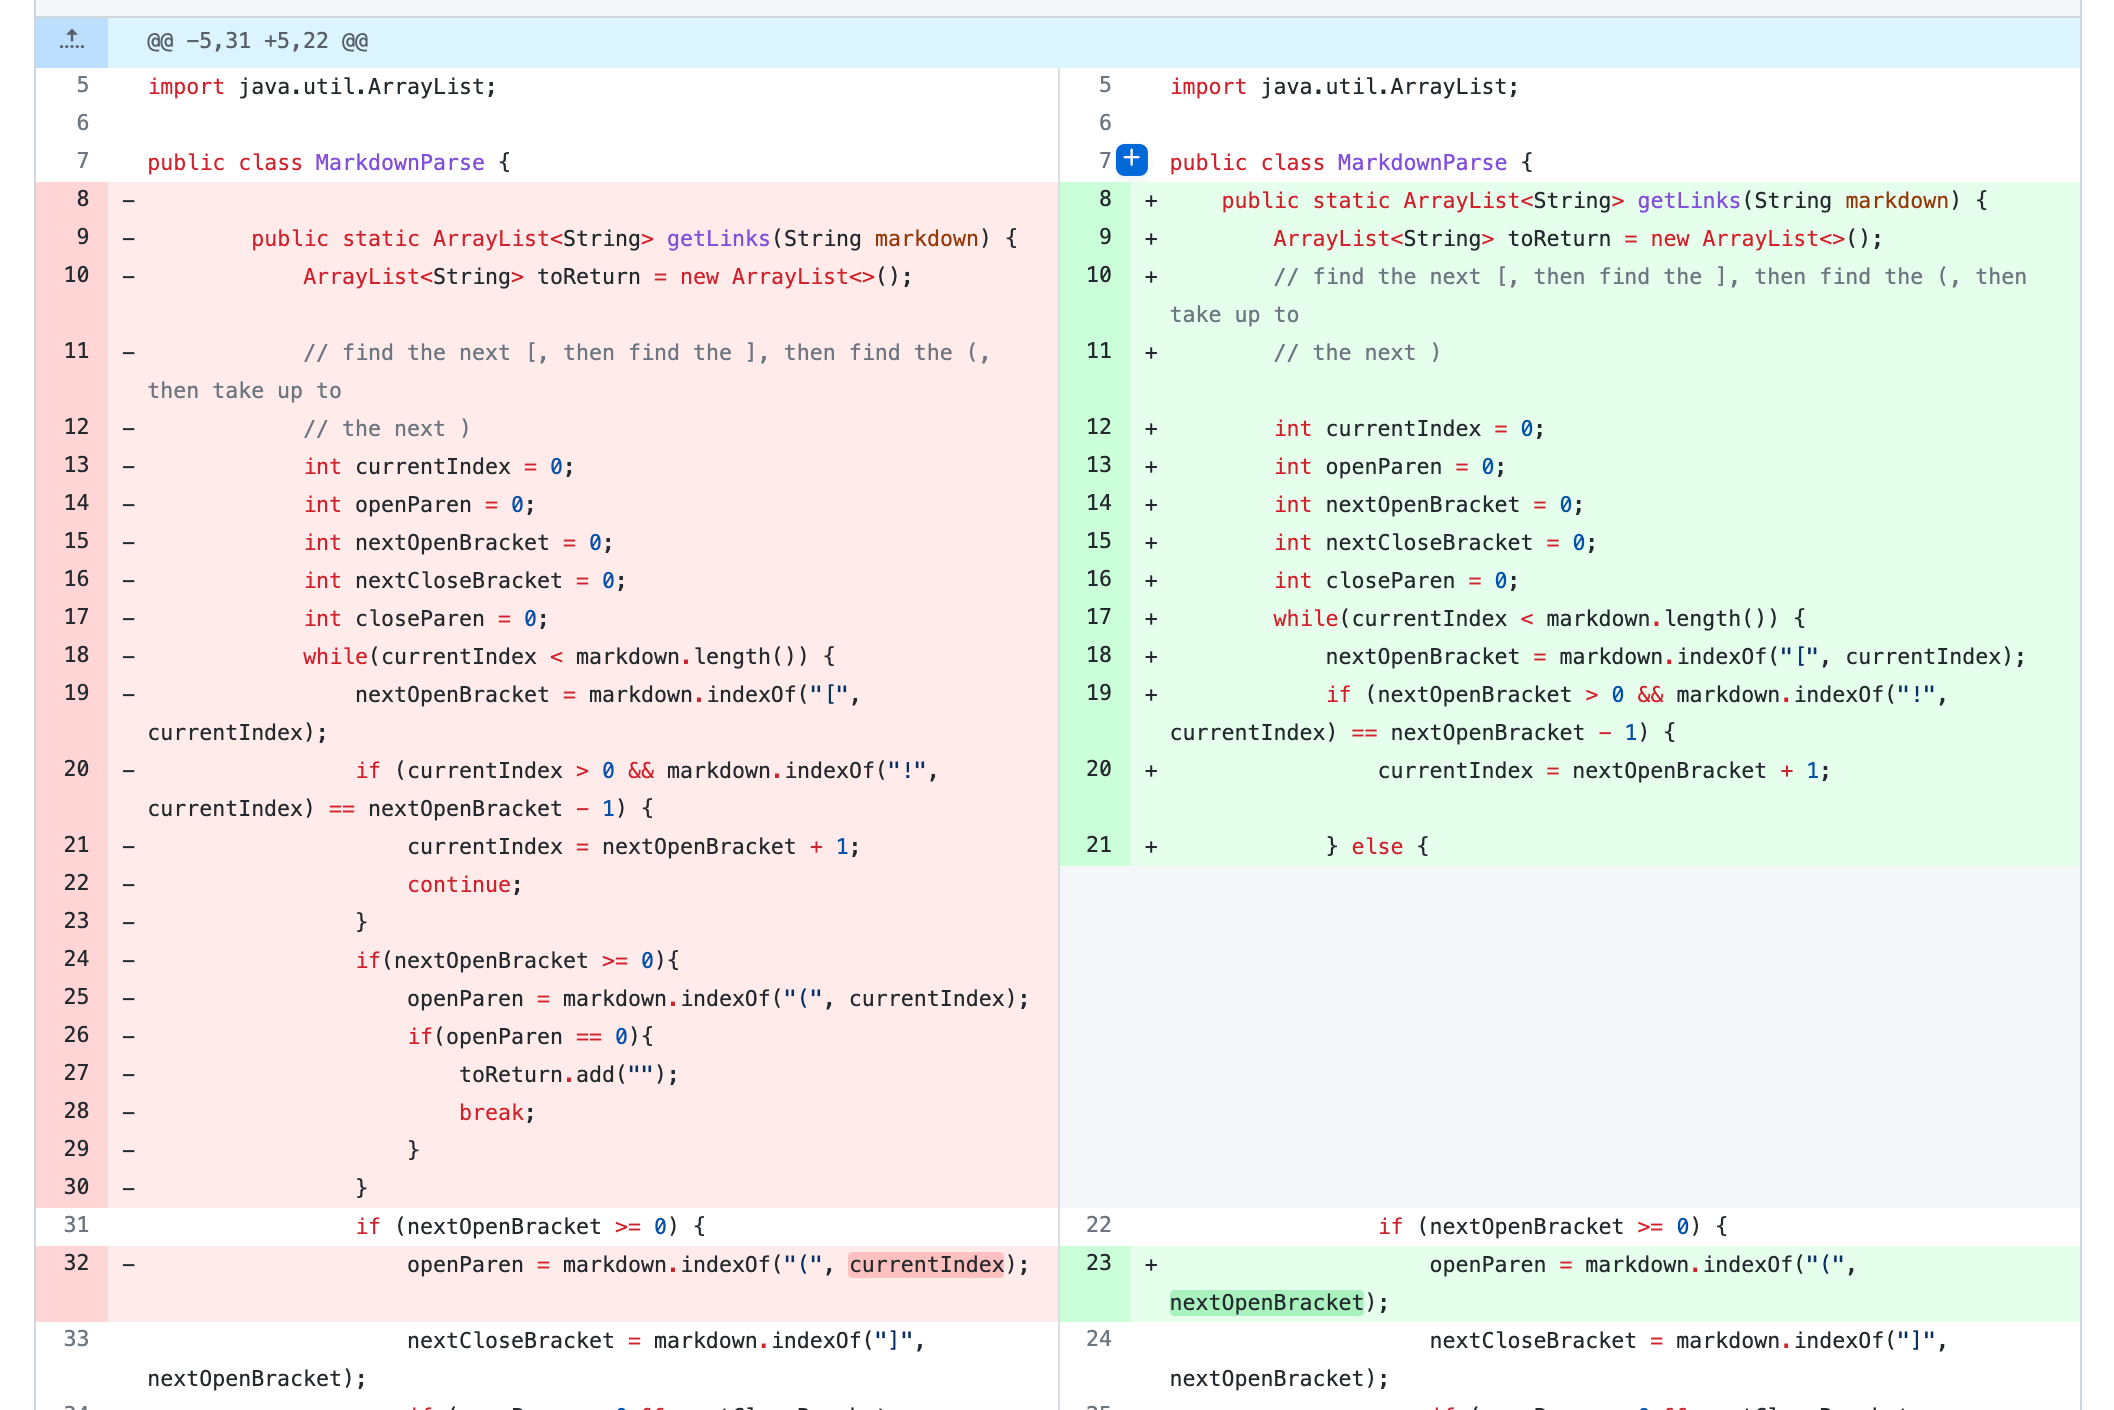 @@ -5,31 +5,22 @@
5 import java.util.ArrayList;
6
7 public class MarkdownParse {
8 -
9 - public static ArrayList<String> getLinks(String markdown) {
10 - ArrayList<String> toReturn = new ArrayList<>();
11 - // find the next [, then find the ], then find the (,
then take up to
12 - // the next )
13 - int currentIndex = 0;
14 - int openParen = 0;
15 - int nextOpenBracket = 0;
16 - int nextCloseBracket = 0;
17 - int closeParen = 0;
18 - while(currentIndex < markdown.length()) {
19 - nextOpenBracket = markdown.indexOf("[",
currentIndex);
20 - if (currentIndex > 0 && markdown.indexOf("!",
currentIndex) == nextOpenBracket - 1) {
21 - currentIndex = nextOpenBracket + 1;
22 - continue;
23 - }
24 - if(nextOpenBracket >= 0){
25 - openParen = markdown.indexOf("(", currentIndex);
26 - if(openParen == 0){
27 - toReturn.add("");
28 - break;
29 - }
30 - }
31 if (nextOpenBracket >= 0) {
32 - openParen = markdown.indexOf("(", currentIndex);
33 nextCloseBracket = markdown.indexOf("]",
nextOpenBracket);
5 import java.util.ArrayList;
6
7 + public class MarkdownParse {
8 + public static ArrayList<String> getLinks(String markdown) {
9 + ArrayList<String> toReturn = new ArrayList<>();
10 + // find the next [, then find the ], then find the (, then
take up to
11 + // the next )
12 + int currentIndex = 0;
13 + int openParen = 0;
14 + int nextOpenBracket = 0;
15 + int nextCloseBracket = 0;
16 + int closeParen = 0;
17 + while(currentIndex < markdown.length()) {
18 + nextOpenBracket = markdown.indexOf("[", currentIndex);
19 + if (nextOpenBracket > 0 && markdown.indexOf("!",
currentIndex) == nextOpenBracket - 1) {
20 + currentIndex = nextOpenBracket + 1;
21 + } else {
22 if (nextOpenBracket >= 0) {
23 + openParen = markdown.indexOf("(",
nextOpenBracket);
24 nextCloseBracket = markdown.indexOf("]",
nextOpenBracket);